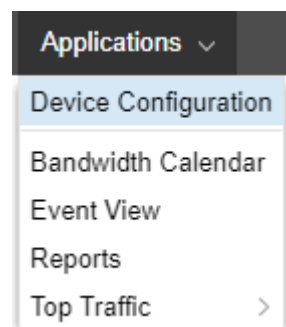 Applications
Device Configuration
Bandwidth Calendar
Event View
Reports
Top Traffic